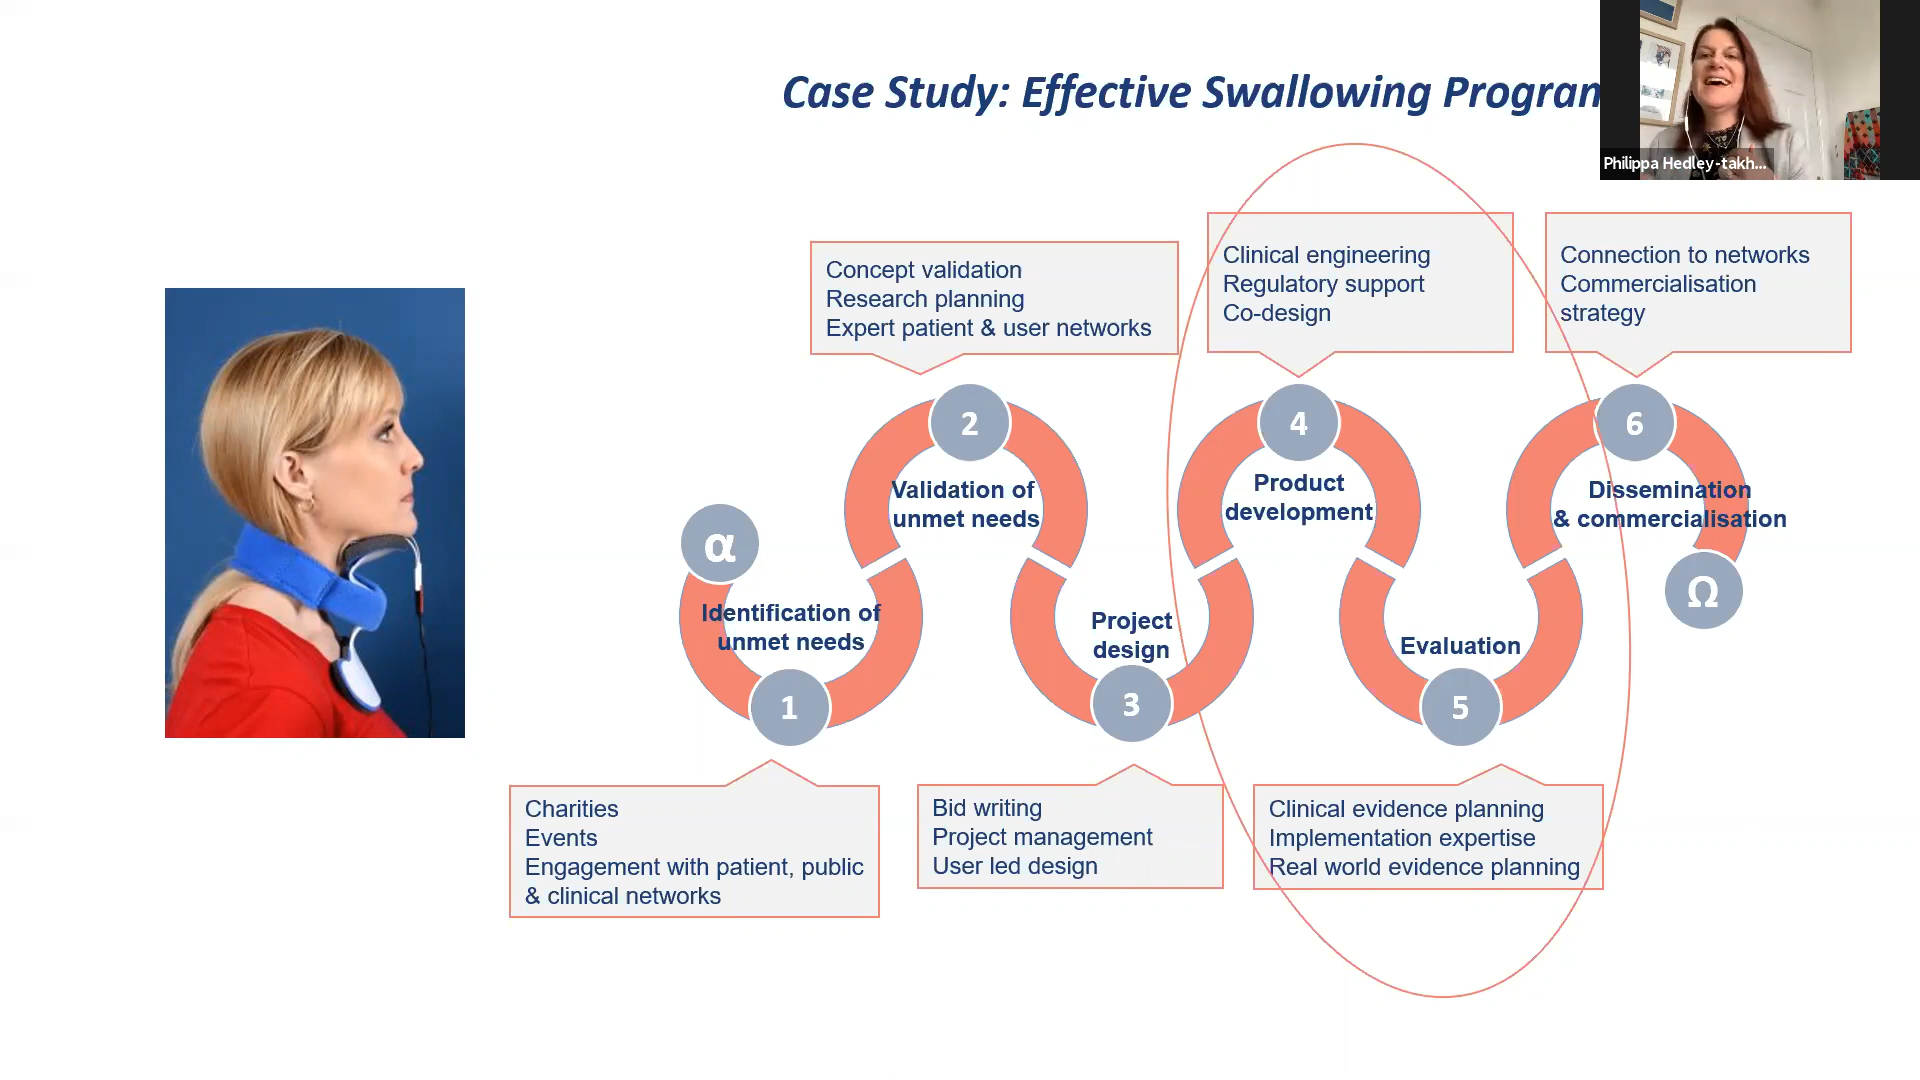 Case Study: Effective Swallowing Program
Philippa Hedley-takh...
Concept validation
Research planning
Expert patient & user networks
Clinical engineering
Regulatory support
Co-design
Connection to networks
Commercialisation
strategy
2
4
6
Validation of
unmet needs
Product
development
Dissemination
& commercialisation
α
Ω
Identification of
unmet needs
Project
design
Evaluation
1
3
5
Charities
Events
Engagement with patient, public
& clinical networks
Bid writing
Project management
User led design
Clinical evidence planning
Implementation expertise
Real world evidence planning